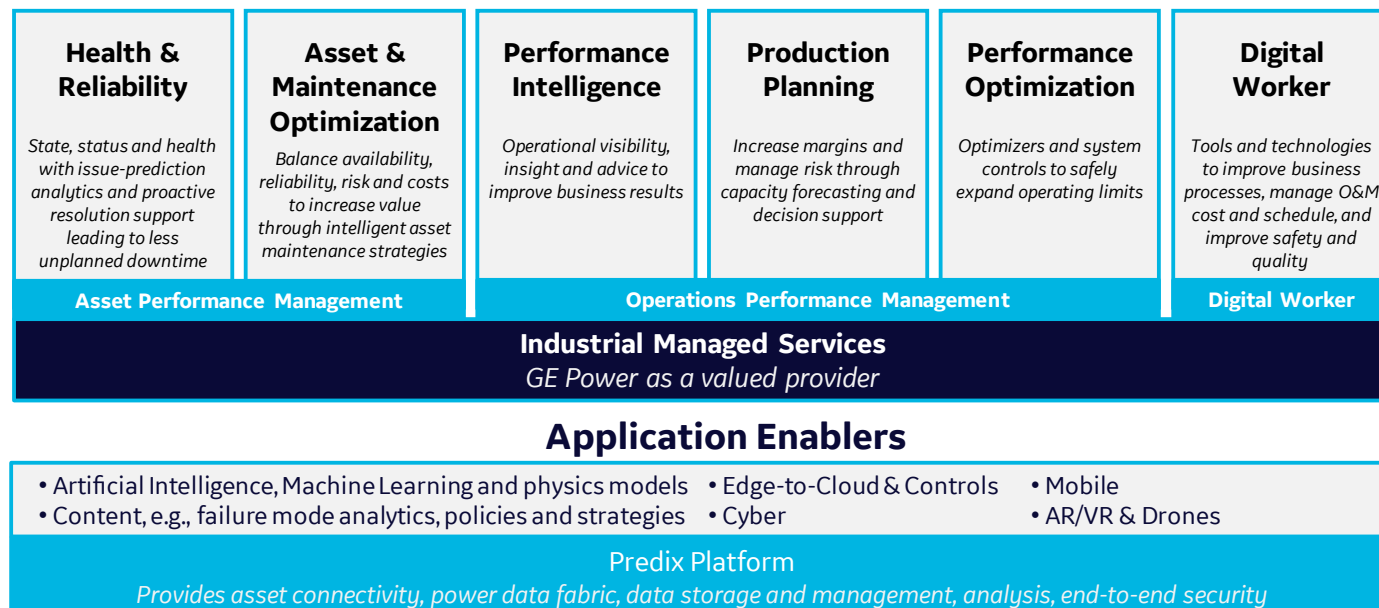 Health &
Reliability
State, status and health
with issue-prediction
analytics and proactive
resolution support
leading to less
unplanned downtime
Asset &
Maintenance
Optimization
Balance availability,
reliability, risk and costs
to increase value
through intelligent asset
maintenance strategies
Performance
Intelligence
Operational visibility,
insight and advice to
improve business results
Production
Planning
Increase margins and
manage risk through
capacity forecasting and
decision support
Performance
Optimization
Optimizers and system
controls to safely
expand operating limits
Digital
Worker
Tools and technologies
to improve business
processes, manage O&M
cost and schedule, and
improve safety and
quality
Asset Performance Management
Operations Performance Management
Digital Worker
Industrial Managed Services
GE Power as a valued provider
Application Enablers
• Artificial Intelligence, Machine Learning and physics models
• Content, e.g., failure mode analytics, policies and strategies
• Edge-to-Cloud & Controls
• Cyber
• Mobile
• AR/VR & Drones
Predix Platform
Provides asset connectivity, power data fabric, data storage and management, analysis, end-to-end security